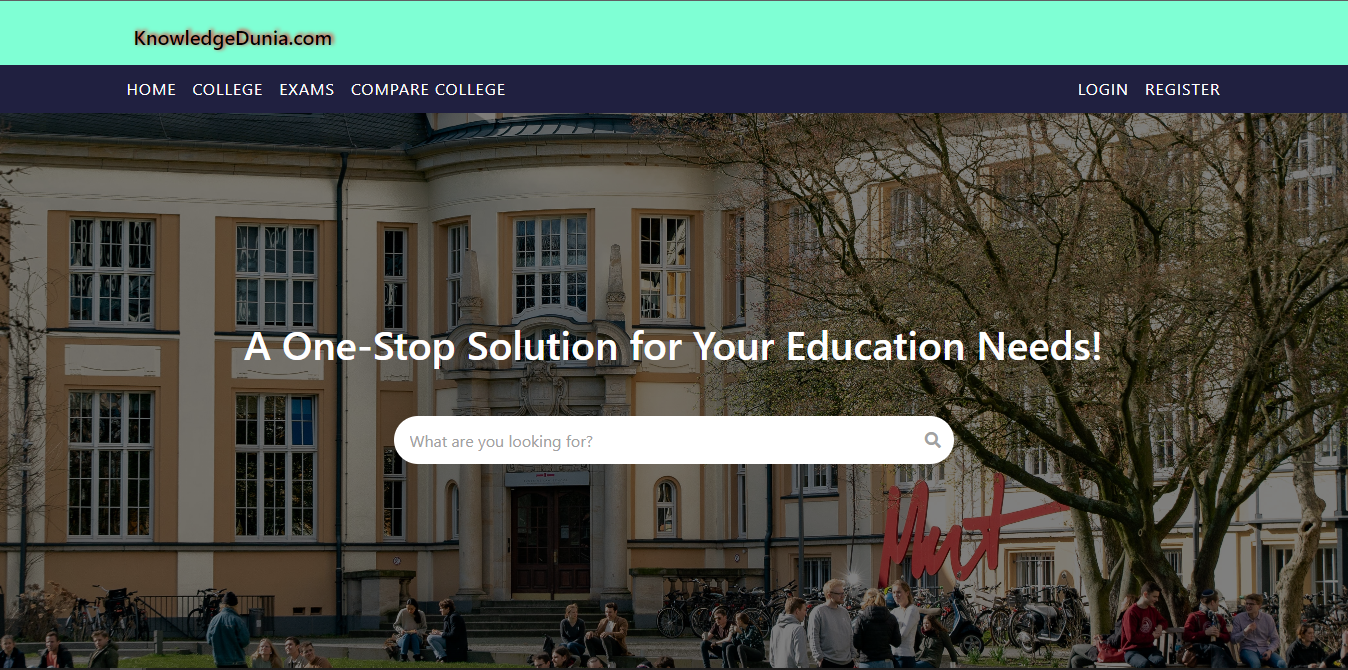 KnowledgeDunia.com
HOME COLLEGE EXAMS COMPARE COLLEGE LOGIN REGISTER
A One-Stop Solution for Your Education Needs!
What are you looking for?
Mut